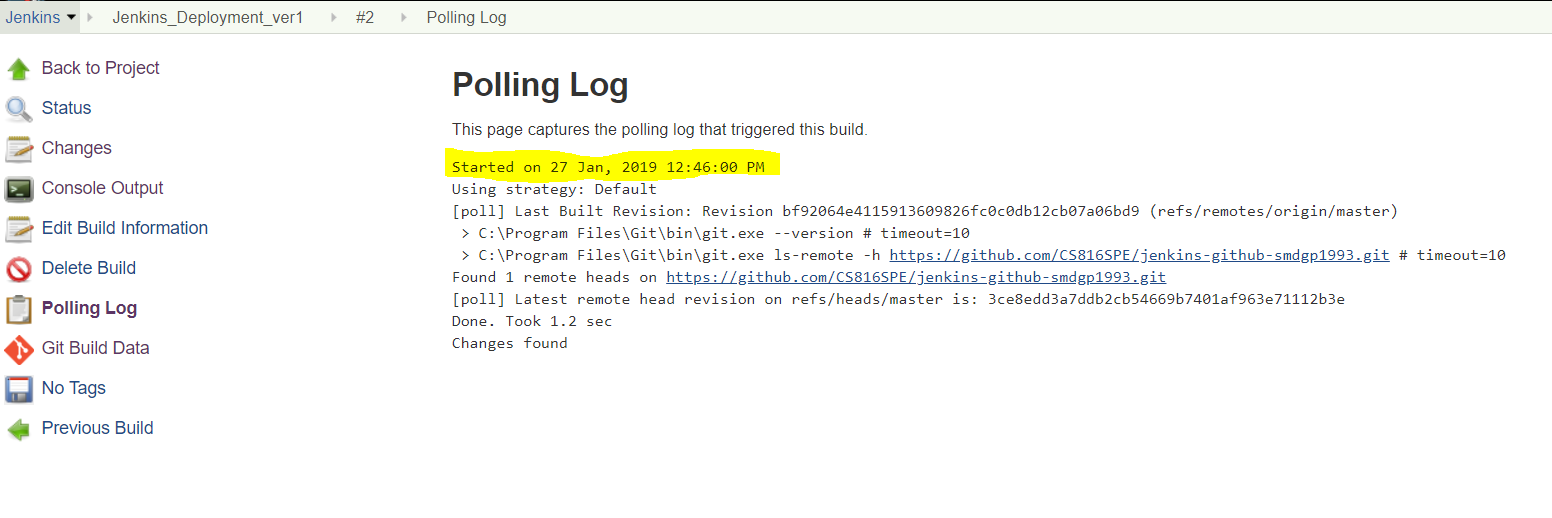 Jenkins Jenkins_Deployment_ver1 #2 Polling Log
Back to Project
Status
Changes
Console Output
Edit Build Information
Delete Build
Polling Log
Git Build Data
No Tags
Previous Build
Polling Log
This page captures the polling log that triggered this build.
Started on 27 Jan, 2019 12:46:00 PM
Using strategy: Default
[poll] Last Built Revision: Revision bf92064e4115913609826fc0c0db12cb07a06bd9 (refs/remotes/origin/master)
> C:\Program Files\Git\bin\git.exe --version # timeout=10
> C:\Program Files\Git\bin\git.exe ls-remote -h https://github.com/CS816SPE/jenkins-github-smdgp1993.git # timeout=10
Found 1 remote heads on https://github.com/CS816SPE/jenkins-github-smdgp1993.git
[poll] Latest remote head revision on refs/heads/master is: 3ce8edd3a7ddb2cb54669b7401af963e71112b3e
Done. Took 1.2 sec
Changes found